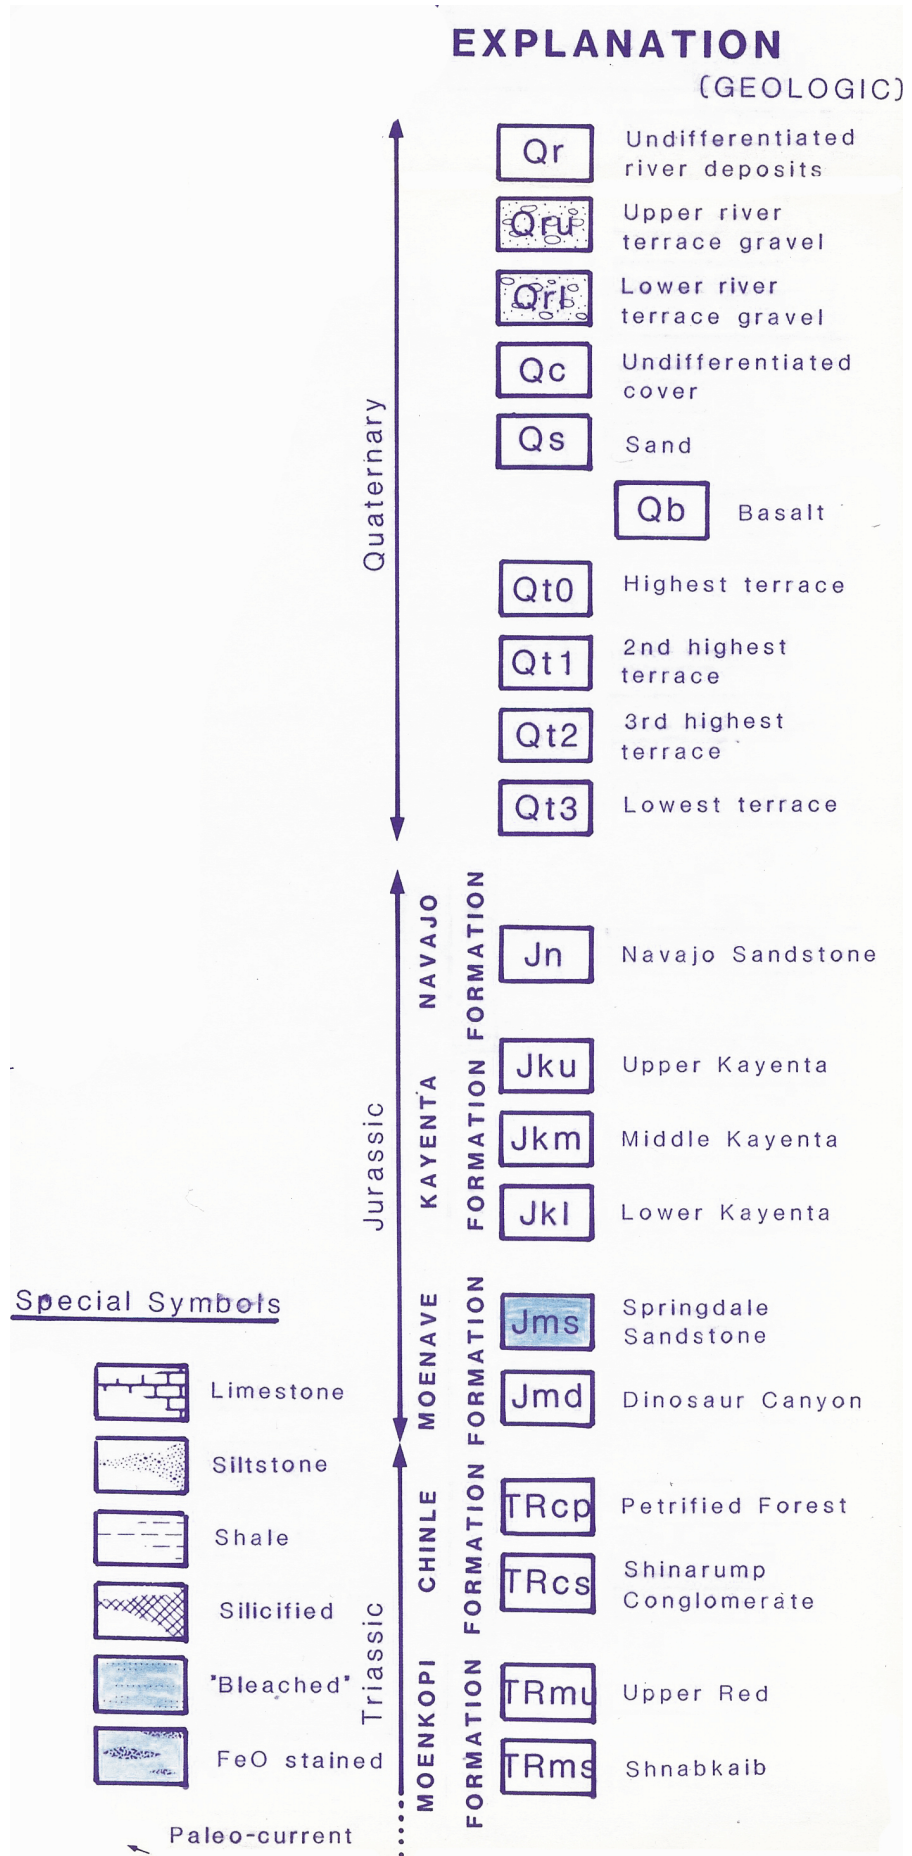 EXPLANATION
(GEOLOGIC)
Quaternary
Qr
Undifferentiated
river deposits
Qru
Upper river
terrace gravel
Qrl
Lower river
terrace gravel
Qc
Undifferentiated
cover
Qs
Sand
Qb
Basalt
Qt0
Highest terrace
Qt1
2nd highest
terrace
Qt2
3rd highest
terrace
Qt3
Lowest terrace
Jurassic
NAVAJO
FORMATION
Jn
Navajo Sandstone
KAYENTA
FORMATION
Jku
Upper Kayenta
Jkm
Middle Kayenta
Jkl
Lower Kayenta
MOENAVE
FORMATION
Jms
Springdale
Sandstone
Jmd
Dinosaur Canyon
Triassic
CHINLE
FORMATION
TRcp
Petrified Forest
TRcs
Shinarump
Conglomerate
MOENKOPI
FORMATION
TRmu
Upper Red
TRms
Shnabkaib
Special Symbols
Limestone
Siltstone
Shale
Silicified
"Bleached"
FeO stained
Paleo-current